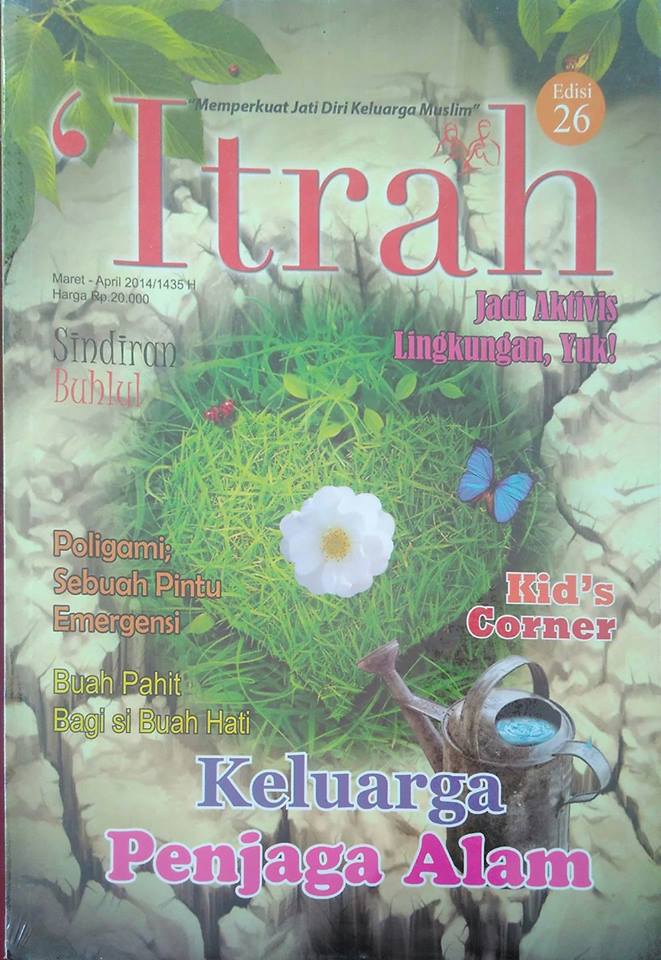 "Memperkuat Jati Diri Keluarga Muslim"
Edisi
26
'Itrah
Maret - April 2014/1435 H
Harga Rp.20.000
Jadi Aktivis
Lingkungan, Yuk!
Sindiran
Buhlul
Poligami;
Sebuah Pintu
Emergensi
Kid's
Corner
Buah Pahit
Bagi si Buah Hati
Keluarga
Penjaga Alam